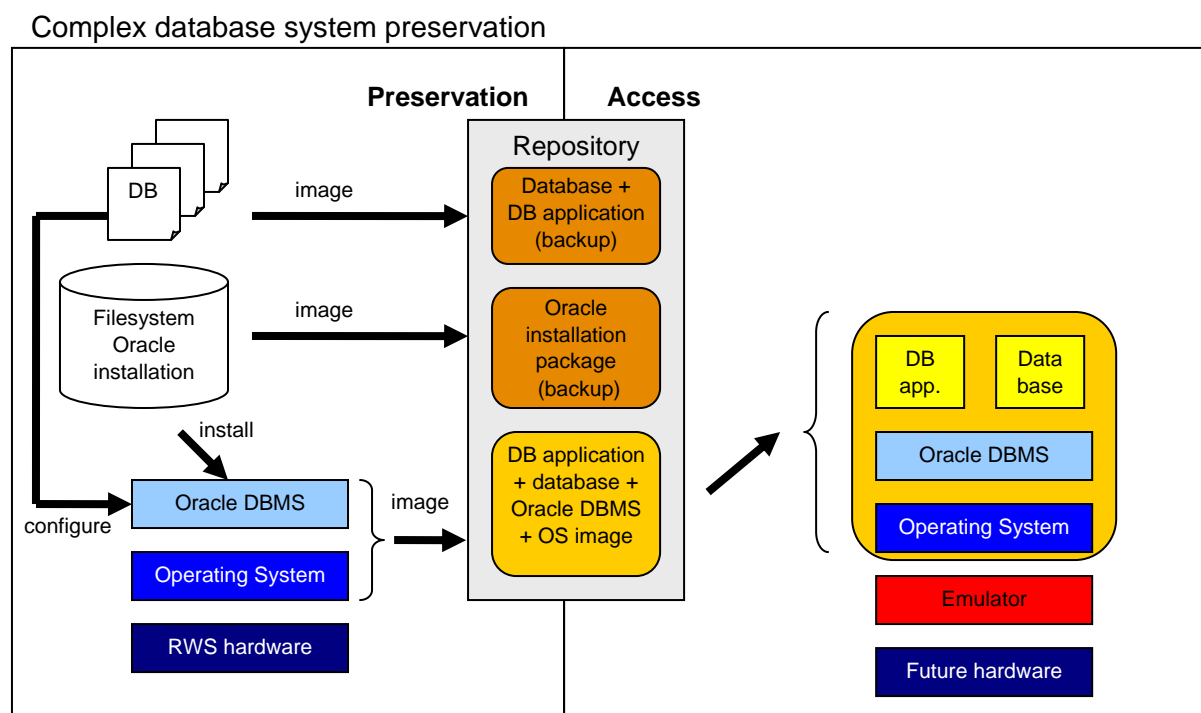 Complex database system preservation
Preservation
Access
Repository
DB
image
Database +
DB application
(backup)
Filesystem
Oracle
installation
image
Oracle
installation
package
(backup)
install
configure
Oracle DBMS
Operating System
image
DB application
+ database +
Oracle DBMS
+ OS image
RWS hardware
DB
app.
Data
base
Oracle DBMS
Operating System
Emulator
Future hardware